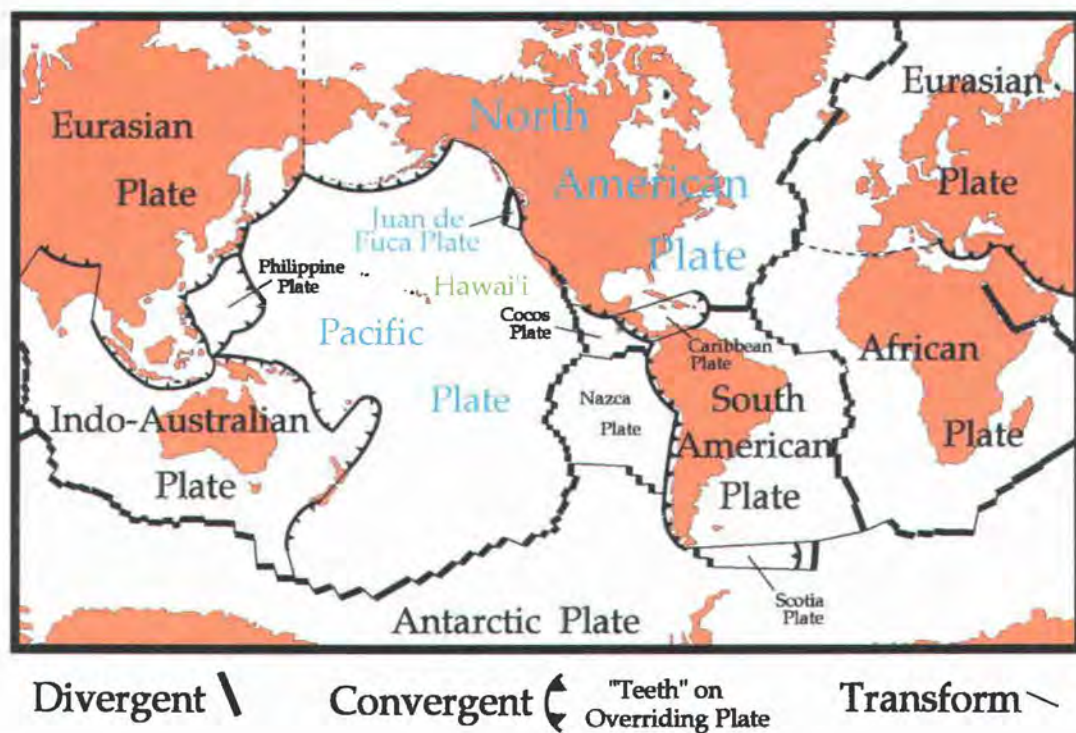 Eurasian
Plate
North
American
Plate
Eurasian
Plate
Juan de
Fuca Plate
Philippine
Plate
Hawai'i
Pacific
Plate
Cocos
Plate
Caribbean
Plate
African
Plate
Indo-Australian
Plate
Nazca
Plate
South
American
Plate
Antarctic Plate
Scotia
Plate
Divergent
Convergent
"Teeth" on
Overriding Plate
Transform